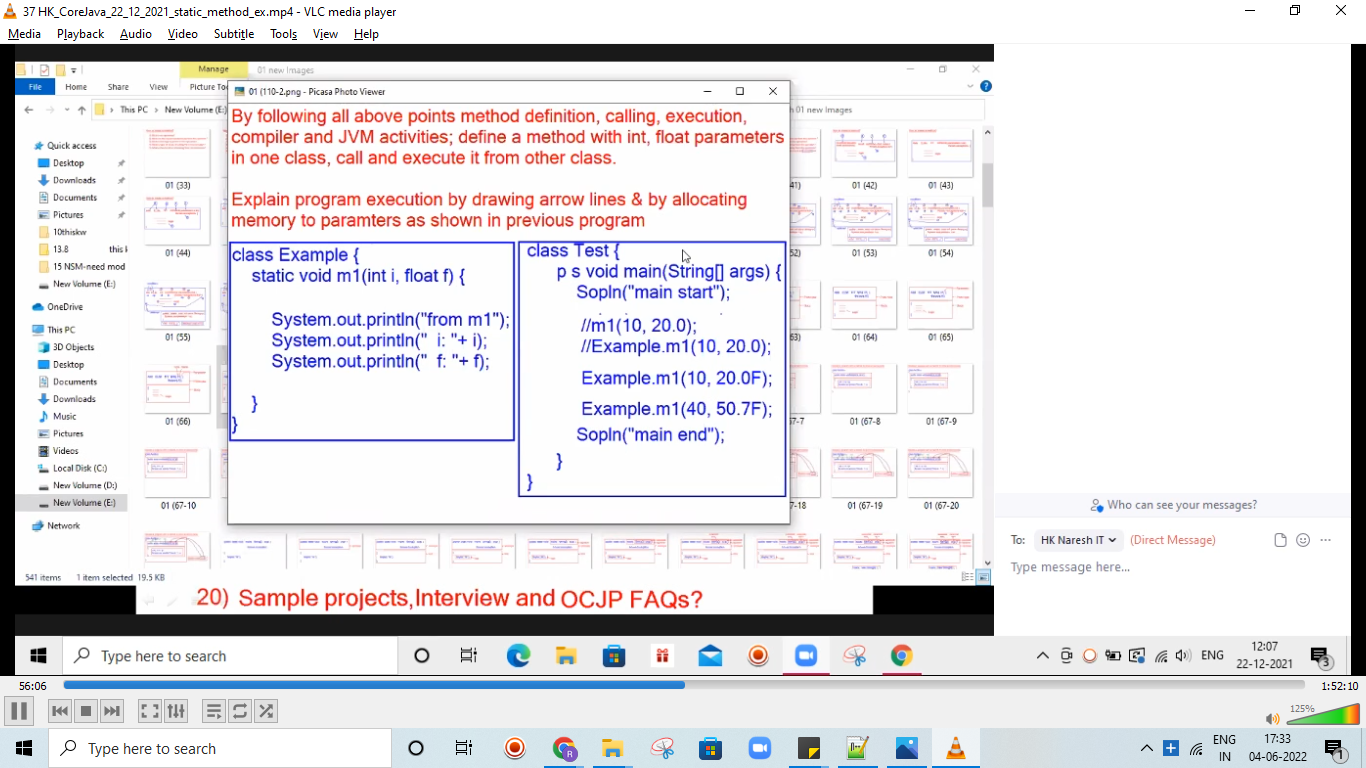 37 HK_CoreJava_22_12_2021_static_method_ex.mp4 - VLC media player
Media Playback Audio Video Subtitle Tools View Help
Manage 01 new Images
File Home Share View Picture Too
This PC New Volume (E:) 01 new Images
Quick access
Desktop
Downloads
Documents
Pictures
10thiskw
13.8 this k
15 NSM-need mod
New Volume (E:)
OneDrive
This PC
3D Objects
Desktop
Documents
Downloads
Music
Pictures
Videos
Local Disk (C:)
New Volume (D:)
New Volume (E:)
Network
01 (33) 41) 01 (42) 01 (43)
01 (44) 52) 01 (53) 01 (54)
01 (55) 63) 01 (64) 01 (65)
01 (66) 7-7 01 (67-8 01 (67-9
01 (67-10 7-18 01 (67-19 01 (67-20
541 items 1 item selected 19.5 KB
01 (110-2.png - Picasa Photo Viewer
By following all above points method definition, calling, execution,
compiler and JVM activities; define a method with int, float parameters
in one class, call and execute it from other class.
Explain program execution by drawing arrow lines & by allocating
memory to paramters as shown in previous program
class Example {
static void m1(int i, float f) {
System.out.println("from m1");
System.out.println(" i: "+ i);
System.out.println(" f: "+ f);
}
}
class Test {
p s void main(String[] args) {
Sopln("main start");
//m1(10, 20.0);
//Example.m1(10, 20.0);
Example.m1(10, 20.0F);
Example.m1(40, 50.7F);
Sopln("main end");
}
}
20) Sample projects,Interview and OCJP FAQs?
Who can see your messages?
To: HK Naresh IT (Direct Message)
Type message here...
Type here to search
ENG
12:07
22-12-2021
3
56:06 1:52:10
125%
Type here to search
ENG
IN
17:33
04-06-2022
1